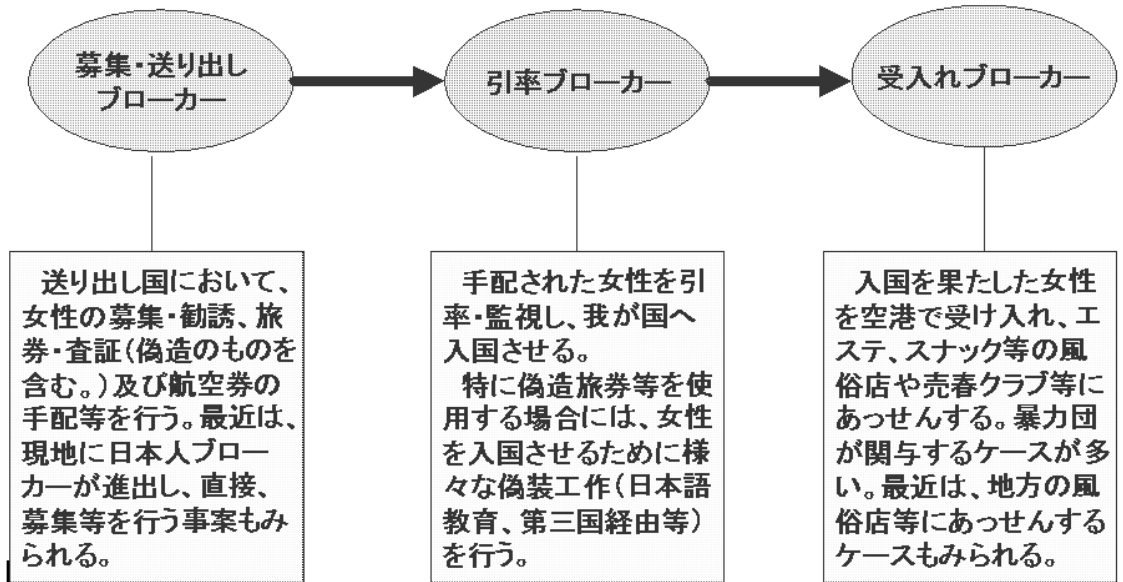 募集・送り出し
ブローカー
引率ブローカー
受入れブローカー
送り出し国において、
女性の募集・勧誘、旅
券・査証(偽造のものを
含む。)及び航空券の
手配等を行う。最近は、
現地に日本人ブロー
カーが進出し、直接、
募集等を行う事案もみ
られる。
手配された女性を引
率・監視し、我が国へ
入国させる。
特に偽造旅券等を使
用する場合には、女性
を入国させるために様
々な偽装工作(日本語
教育、第三国経由等)
を行う。
入国を果たした女性
を空港で受け入れ、エ
ステ、スナック等の風
俗店や売春クラブ等に
あっせんする。暴力団
が関与するケースが多
い。最近は、地方の風
俗店等にあっせんする
ケースもみられる。